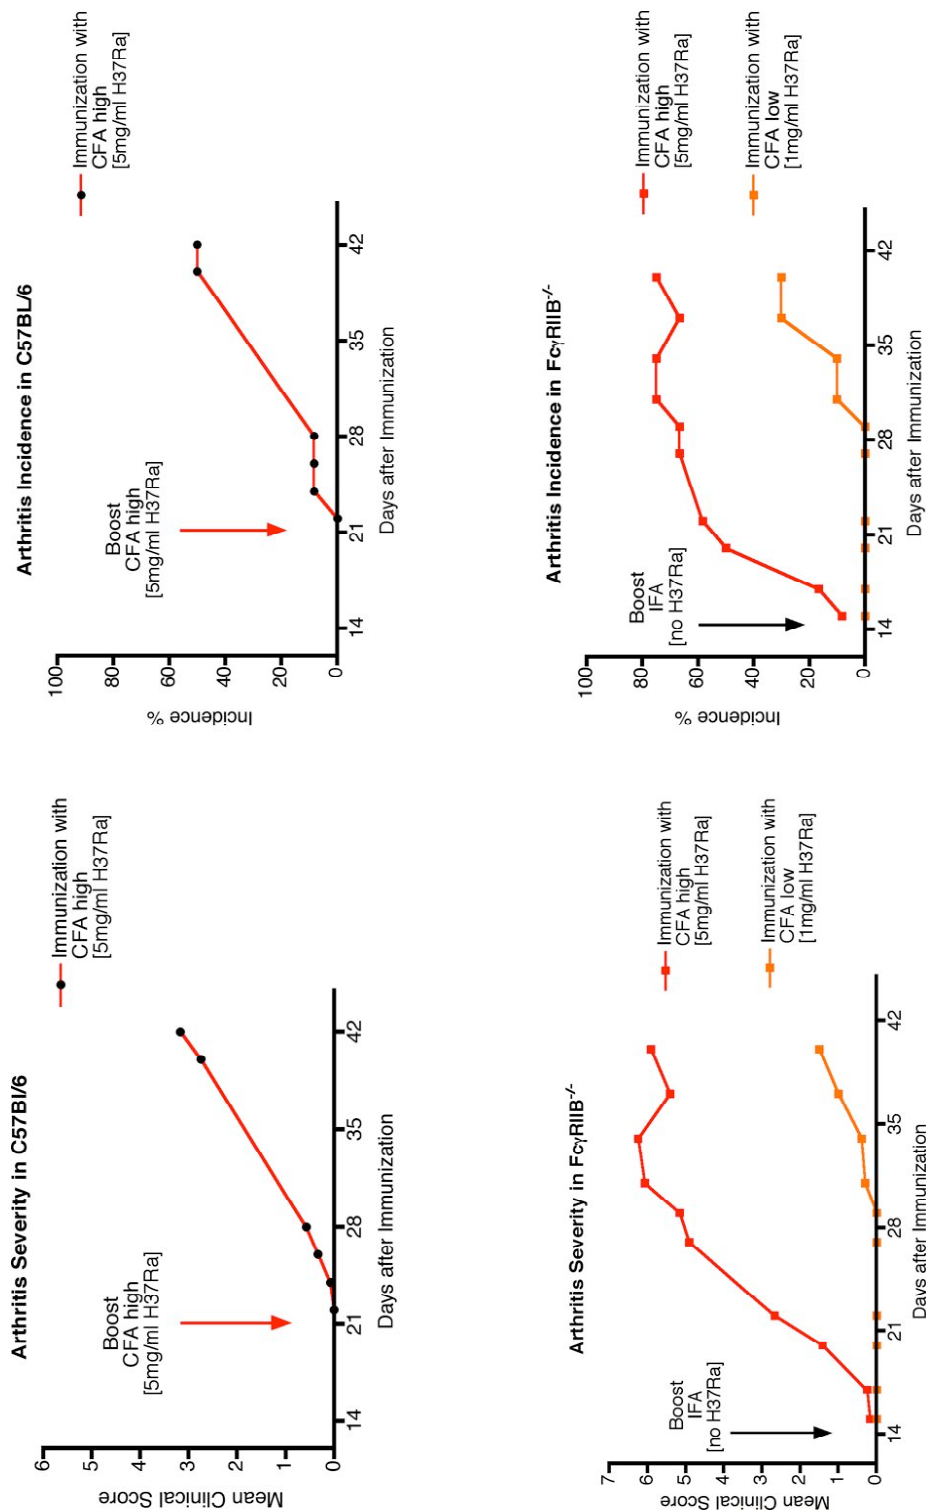 Arthritis Severity in C57Bl/6
6
5
4
3
2
1
0
Mean Clinical Score
14
21
28
35
42
Days after Immunization
Boost
CFA high
[5mg/ml H37Ra]
Immunization with
CFA high
[5mg/ml H37Ra]
Arthritis Incidence in C57BL/6
100
80
60
40
20
0
Incidence %
14
21
28
35
42
Days after Immunization
Boost
CFA high
[5mg/ml H37Ra]
Immunization with
CFA high
[5mg/ml H37Ra]
Arthritis Severity in FcγRIIB-/-
7
6
5
4
3
2
1
0
Mean Clinical Score
14
21
28
35
42
Days after Immunization
Boost
IFA
[no H37Ra]
Immunization with
CFA high
[5mg/ml H37Ra]
Immunization with
CFA low
[1mg/ml H37Ra]
Arthritis Incidence in FcγRIIB-/-
100
80
60
40
20
0
Incidence %
14
21
28
35
42
Days after Immunization
Boost
IFA
[no H37Ra]
Immunization with
CFA high
[5mg/ml H37Ra]
Immunization with
CFA low
[1mg/ml H37Ra]